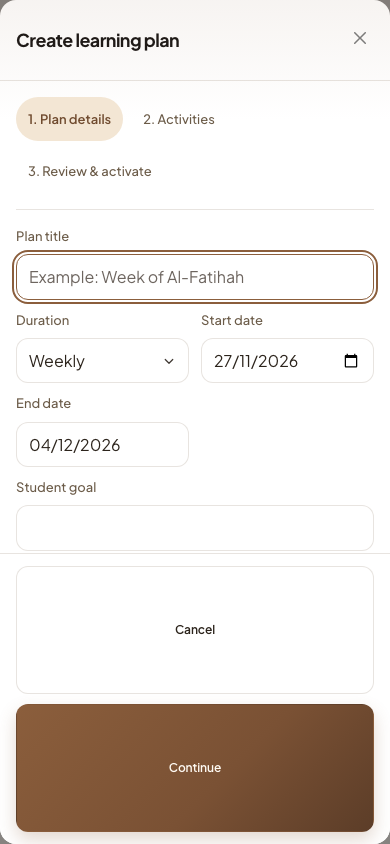 Create learning plan
1. Plan details
2. Activities
3. Review & activate
Plan title
Example: Week of Al-Fatihah
Duration
Start date
Weekly
27/11/2026
End date
04/12/2026
Student goal
Cancel
Continue